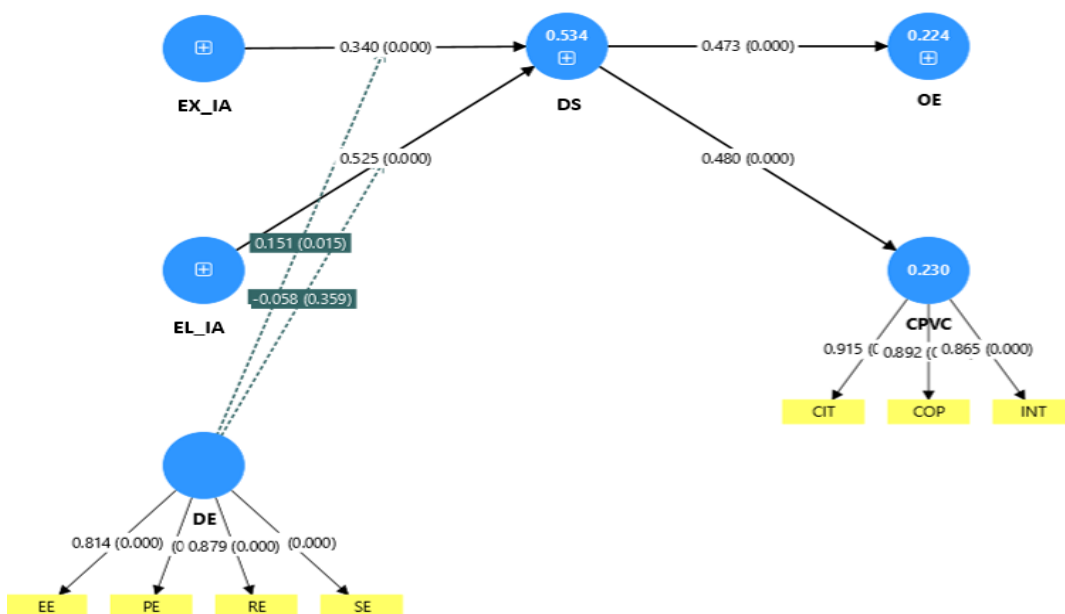 0.340 (0.000)
0.534
0.473 (0.000)
0.224
EX_IA
DS
OE
0.525 (0.000)
0.480 (0.000)
0.151 (0.015)
0.230
-0.058 (0.359)
EL_IA
CPVC
0.915 (
0.892 (
0.865 (0.000)
CIT
COP
INT
DE
0.814 (0.000)
0.879 (0.000)
(0.000)
EE
PE
RE
SE